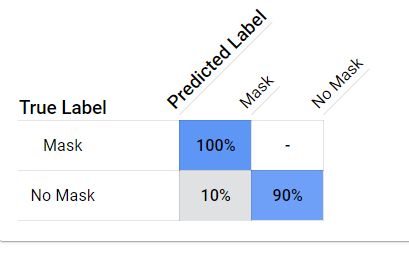 Predicted Label
Mask
No Mask
True Label
Mask
100%
-
No Mask
10%
90%